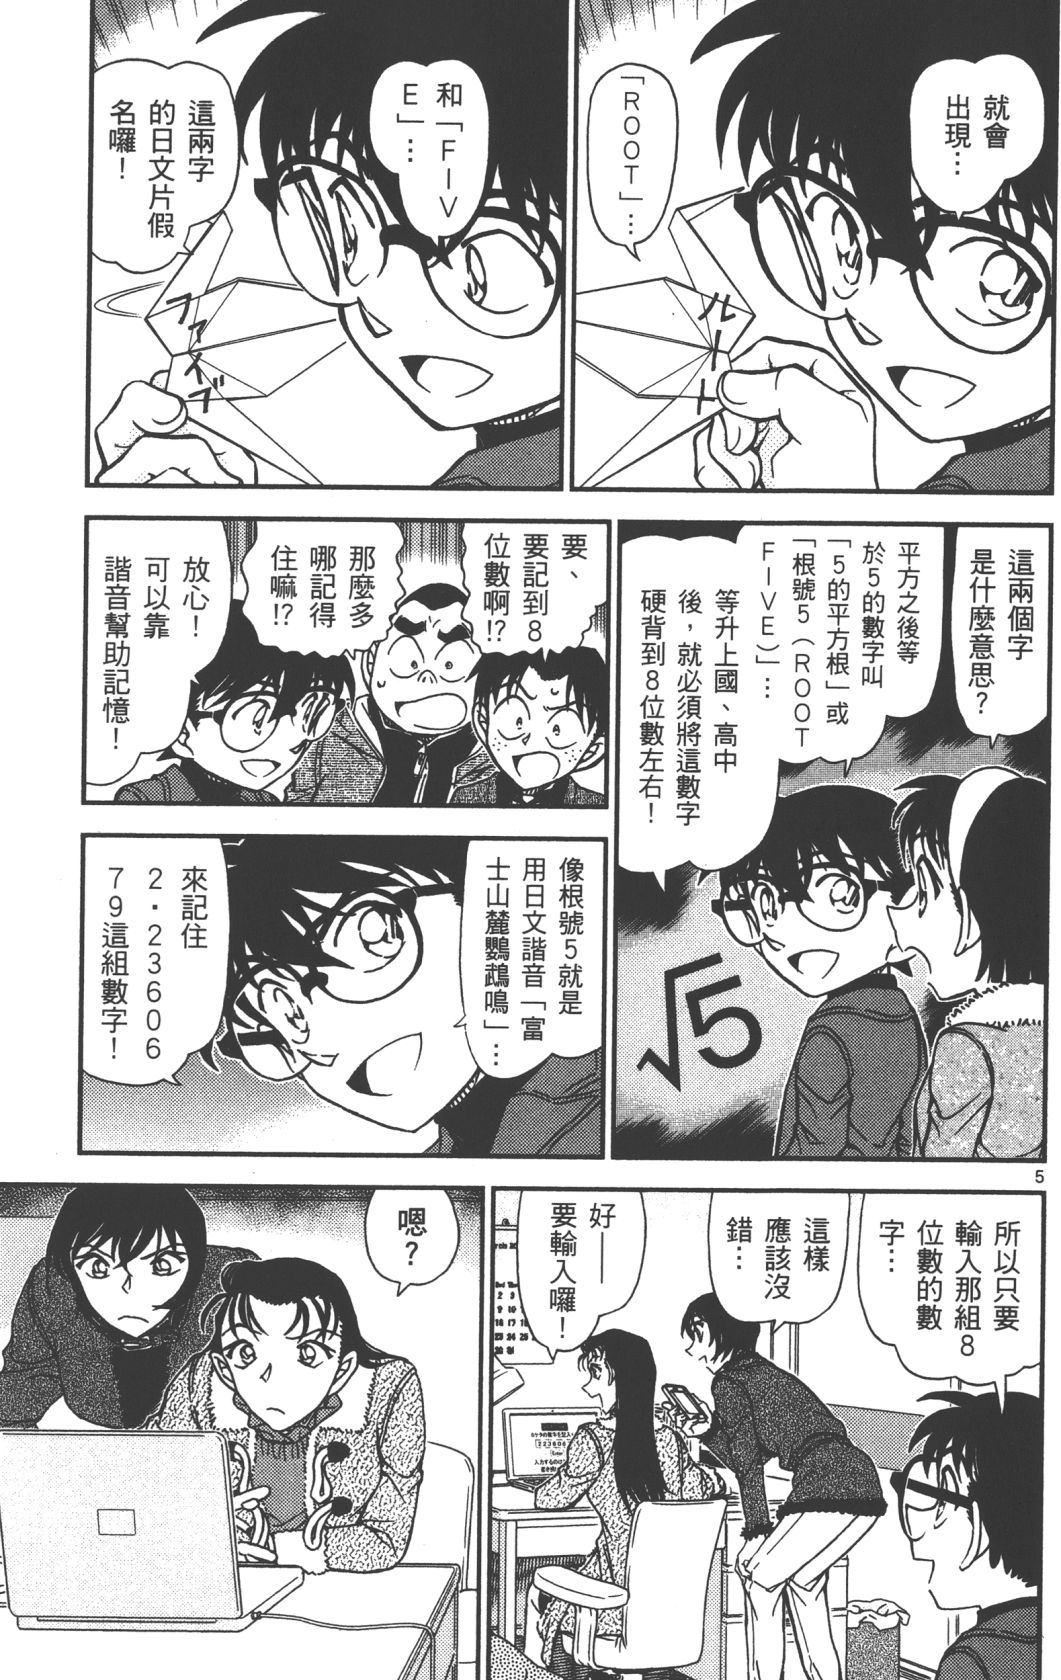 就會
出現…
「ROOT」…
ルート
和「FIV
E」…
這兩字
的日文片假
名囉！
ファイブ
這兩個字
是什麼意思？
平方之後等
於5的數字叫
「5的平方根」或
「根號5（ROOT
FIVE）」…
等升上國、高中
後，就必須將這數字
硬背到8位數左右！
√5
要、
要記到8
位數啊!?
那麼多
哪記得
住嘛!?
放心！
可以靠
諧音幫助記憶！
像根號5就是
用日文諧音「富
士山麓鸚鵡鳴」…
來記住
2．23606
79這組數字！
5
所以只要
輸入那組8
位數的數
字…
這樣
應該沒
錯…
好──
要輸入囉！
嗯？